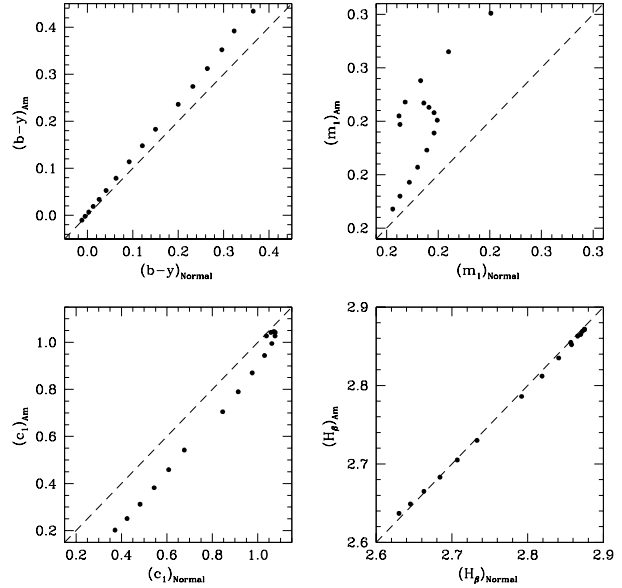 0.4
0.3
0.2
0.1
0.0
(b−y)Am
0.0 0.1 0.2 0.3 0.4
(b−y)Normal
0.3
0.3
0.2
0.2
0.2
(m1)Am
0.2 0.2 0.2 0.3 0.3
(m1)Normal
1.0
0.8
0.6
0.4
0.2
(c1)Am
0.2 0.4 0.6 0.8 1.0
(c1)Normal
2.9
2.8
2.7
2.6
(Hβ)Am
2.6 2.7 2.8 2.9
(Hβ)Normal